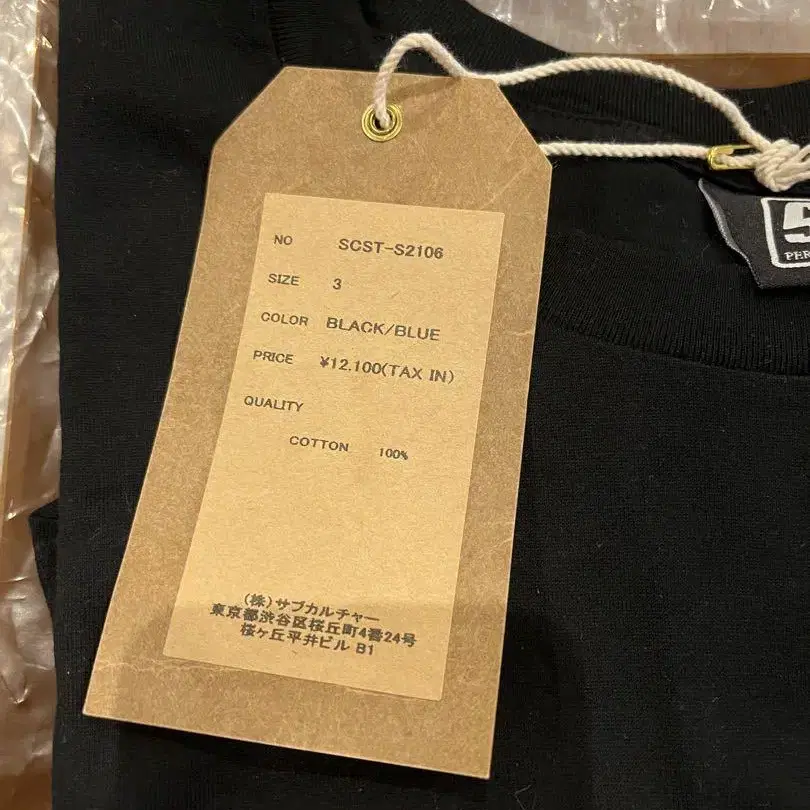 NO SCST-S2106
SIZE 3
COLOR BLACK/BLUE
PRICE ¥12.100(TAX IN)
QUALITY
COTTON 100%
(株)サブカルチャー
東京都渋谷区桜丘町4番24号
桜ヶ丘平井ビル B1